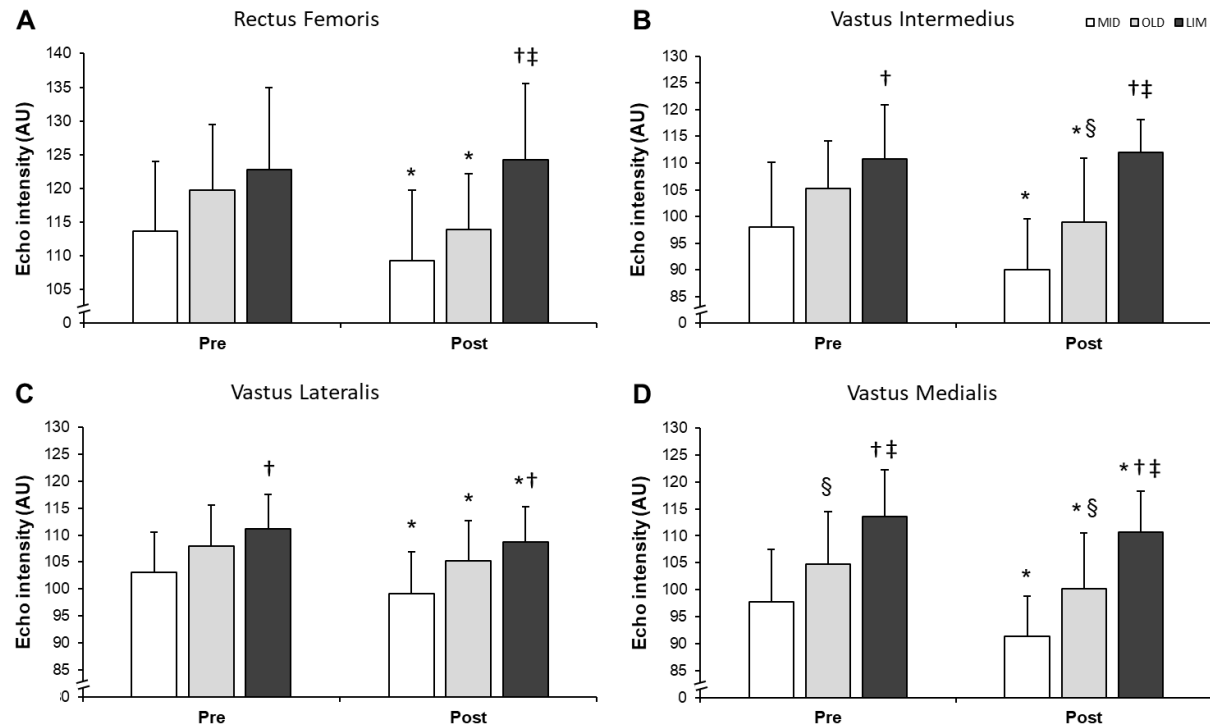 A
Rectus Femoris
Echo intensity (AU)
140
135
130
125
120
115
110
105
0
* * †‡
Pre Post
B
Vastus Intermedius
MID OLD LIM
Echo intensity (AU)
130
125
120
115
110
105
100
95
90
85
0
† * *§ †‡
Pre Post
C
Vastus Lateralis
Echo intensity (AU)
130
125
120
115
110
105
100
95
90
85
0
† * * *†
Pre Post
D
Vastus Medialis
Echo intensity (AU)
130
125
120
115
110
105
100
95
90
85
0
§ †‡ * *§ *†‡
Pre Post